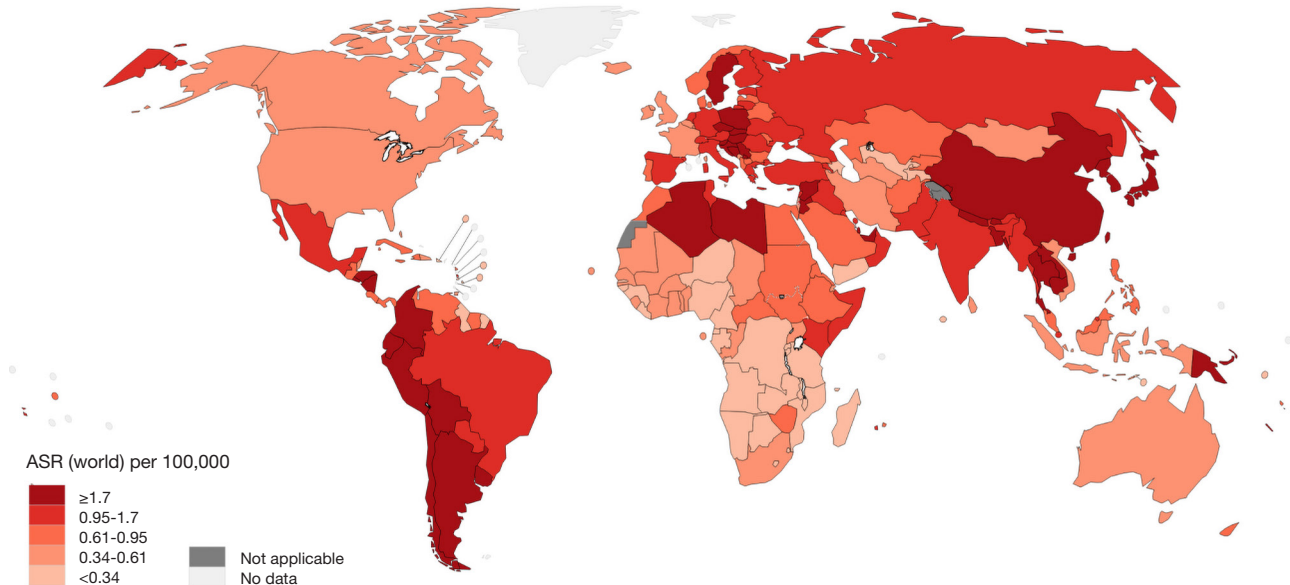 ASR (world) per 100,000
≥1.7
0.95-1.7
0.61-0.95
0.34-0.61
<0.34
Not applicable
No data